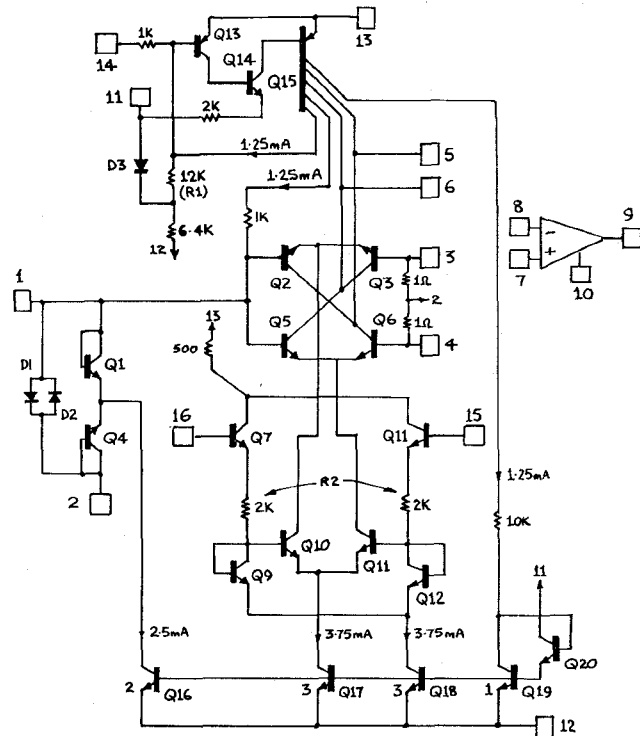 1K
Q13
13
14
Q14
Q15
11
2K
D3
1.25mA
5
12K
(R1)
1.25mA
6
6.4K
12
1K
8
9
7
10
3
Q2
Q3
1Ω
2
1
Q5
Q6
1Ω
4
13
500
Q1
D1
D2
Q4
16
Q7
Q11
15
R2
2K
2K
1.25mA
2
10K
Q10
Q11
Q9
Q12
11
2.5mA
3.75mA
3.75mA
Q20
2
Q16
3
Q17
3
Q18
1
Q19
12